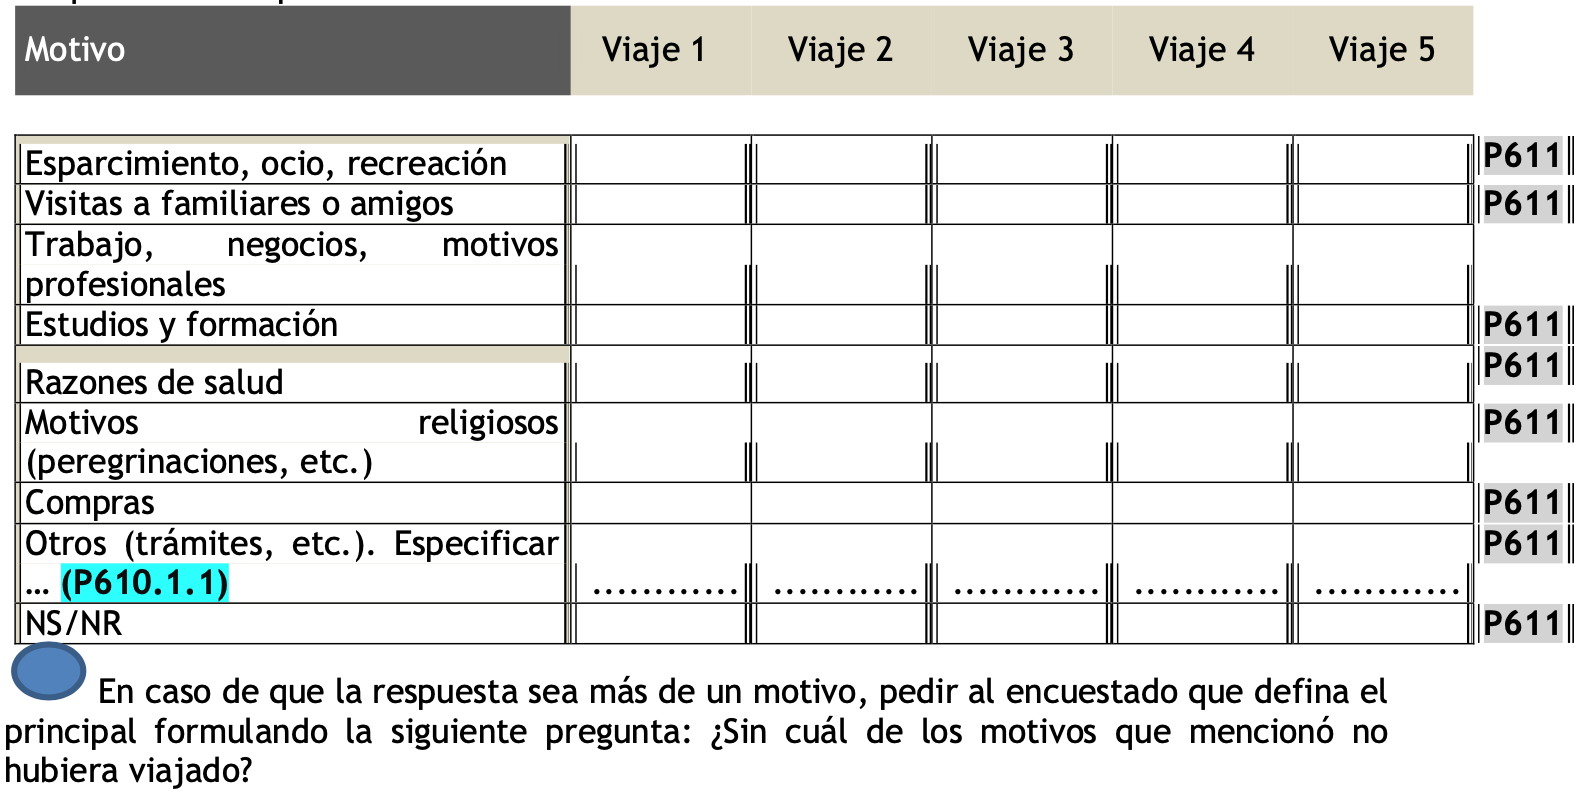 Motivo Viaje 1 Viaje 2 Viaje 3 Viaje 4 Viaje 5
Esparcimiento, ocio, recreación P611
Visitas a familiares o amigos P611
Trabajo, negocios, motivos
profesionales
Estudios y formación P611
P611
Razones de salud
Motivos religiosos P611
(peregrinaciones, etc.)
Compras P611
Otros (trámites, etc.). Especificar P611
… (P610.1.1) ............ ............ ............ ............ ............
NS/NR P611
En caso de que la respuesta sea más de un motivo, pedir al encuestado que defina el
principal formulando la siguiente pregunta: ¿Sin cuál de los motivos que mencionó no
hubiera viajado?